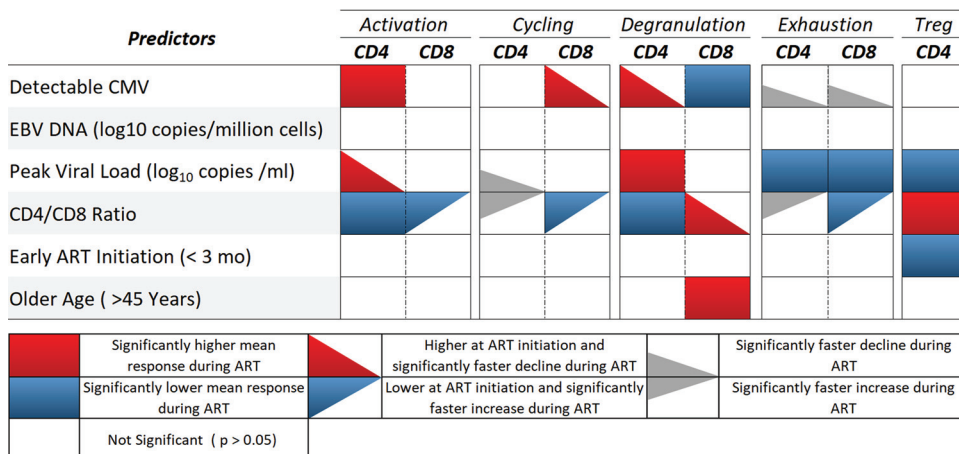 Predictors
Activation Cycling Degranulation Exhaustion Treg
CD4 CD8 CD4 CD8 CD4 CD8 CD4 CD8 CD4
Detectable CMV
EBV DNA (log10 copies/million cells)
Peak Viral Load (log₁₀ copies /ml)
CD4/CD8 Ratio
Early ART Initiation (< 3 mo)
Older Age ( >45 Years)
Significantly higher mean
response during ART
Higher at ART initiation and
significantly faster decline during ART
Significantly faster decline during
ART
Significantly lower mean response
during ART
Lower at ART initiation and significantly
faster increase during ART
Significantly faster increase during
ART
Not Significant ( p > 0.05)